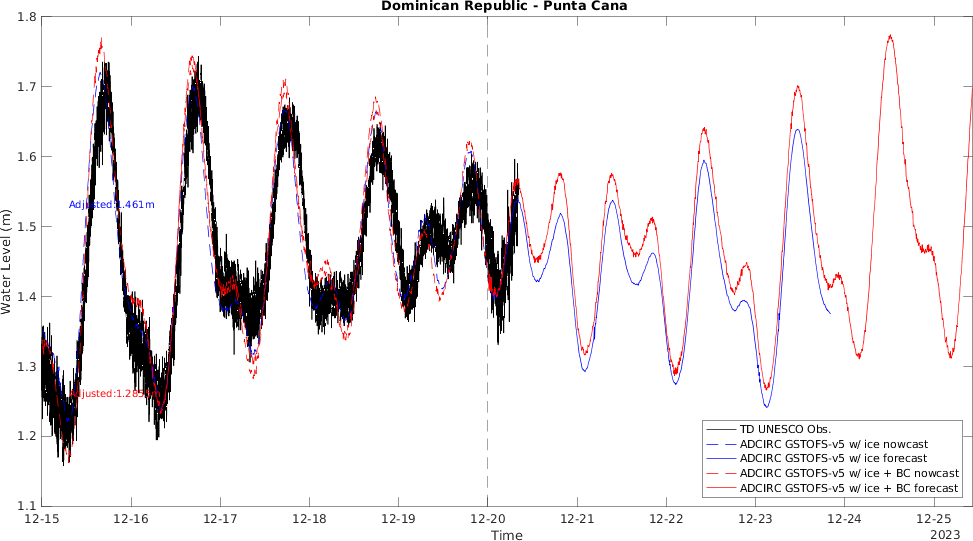 Dominican Republic - Punta Cana
1.8
1.7
1.6
1.5
1.4
1.3
1.2
1.1
Water Level (m)
Adjusted:1.461m
TD UNESCO Obs.
ADCIRC GSTOFS-v5 w/ ice nowcast
ADCIRC GSTOFS-v5 w/ ice forecast
ADCIRC GSTOFS-v5 w/ ice + BC nowcast
ADCIRC GSTOFS-v5 w/ ice + BC forecast
12-15 12-16 12-17 12-18 12-19 12-20 12-21 12-22 12-23 12-24 12-25
2023
Time